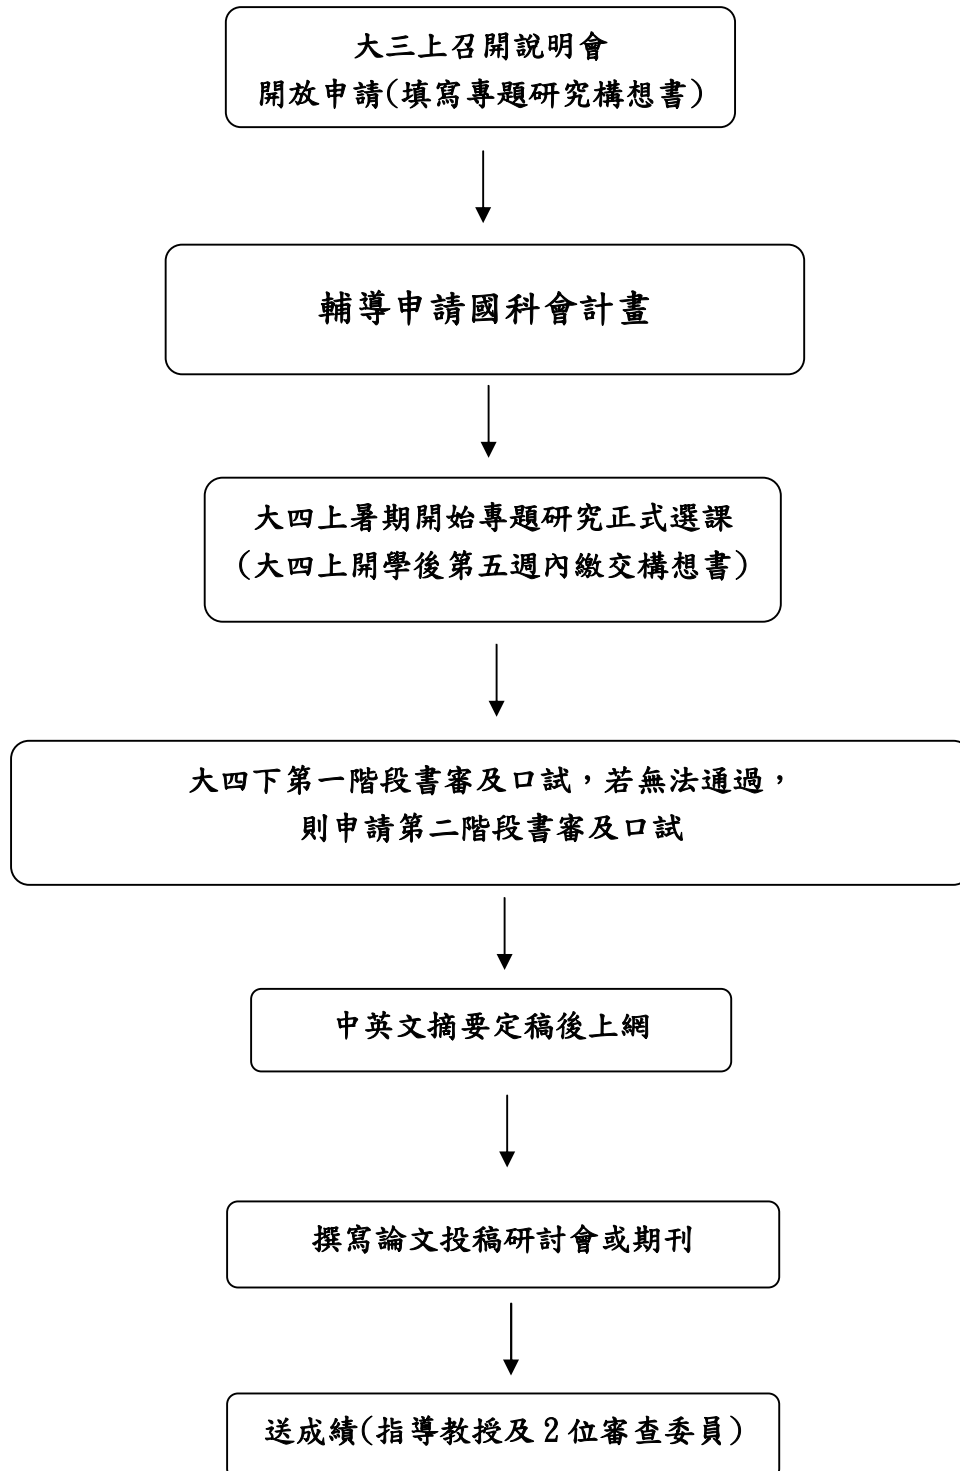 大三上召開說明會
開放申請(填寫專題研究構想書)
輔導申請國科會計畫
大四上暑期開始專題研究正式選課
(大四上開學後第五週內繳交構想書)
大四下第一階段書審及口試，若無法通過，
則申請第二階段書審及口試
中英文摘要定稿後上網
撰寫論文投稿研討會或期刊
送成績(指導教授及 2 位審查委員)